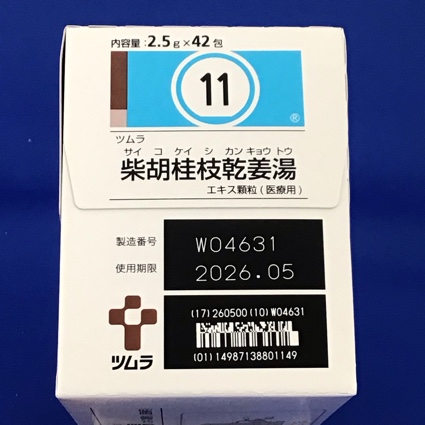 内容量:2.5g×42包
11
®
ツムラ
サイ コ ケイ シ カン キョウ トウ
柴胡桂枝乾姜湯
エキス顆粒(医療用)
製造番号 W04631
使用期限 2026.05
(17)260500(10)W04631
(01)14987138801149
ツムラ